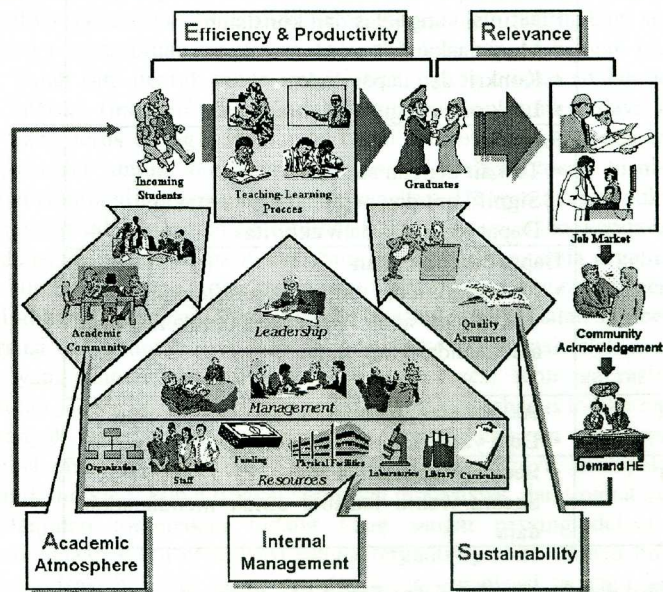 Efficiency & Productivity
Relevance
Incoming
Students
Teaching-Learning
Procces
Graduates
Job Market
Community
Acknowledgement
Demand HE
Academic
Community
Leadership
Quality
Assurance
Management
Organization
Staff
Funding
Physical Facilities
Laboratories
Library
Curriculum
Resources
Academic
Atmosphere
Internal
Management
Sustainability